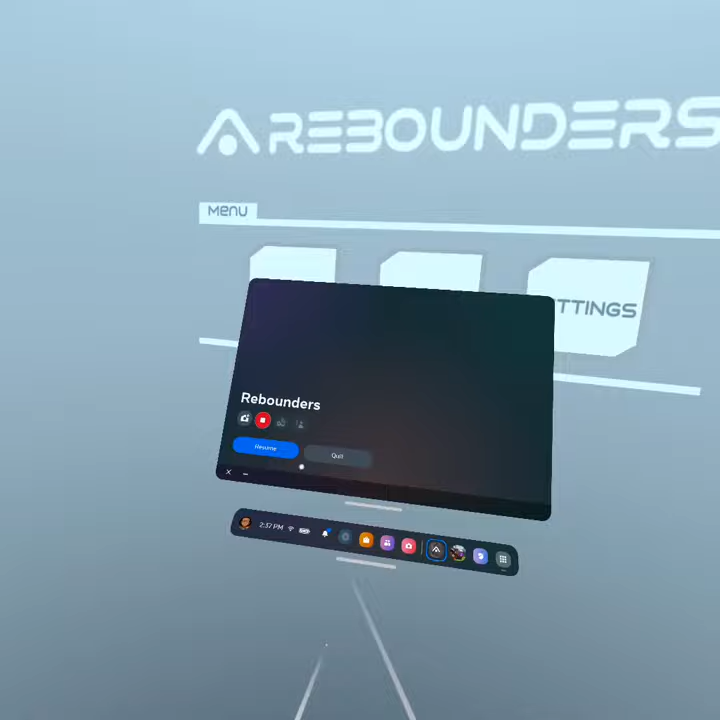 REBOUNDERS
Menu
TTINGS
Rebounders
Resume
Quit
2:37 PM